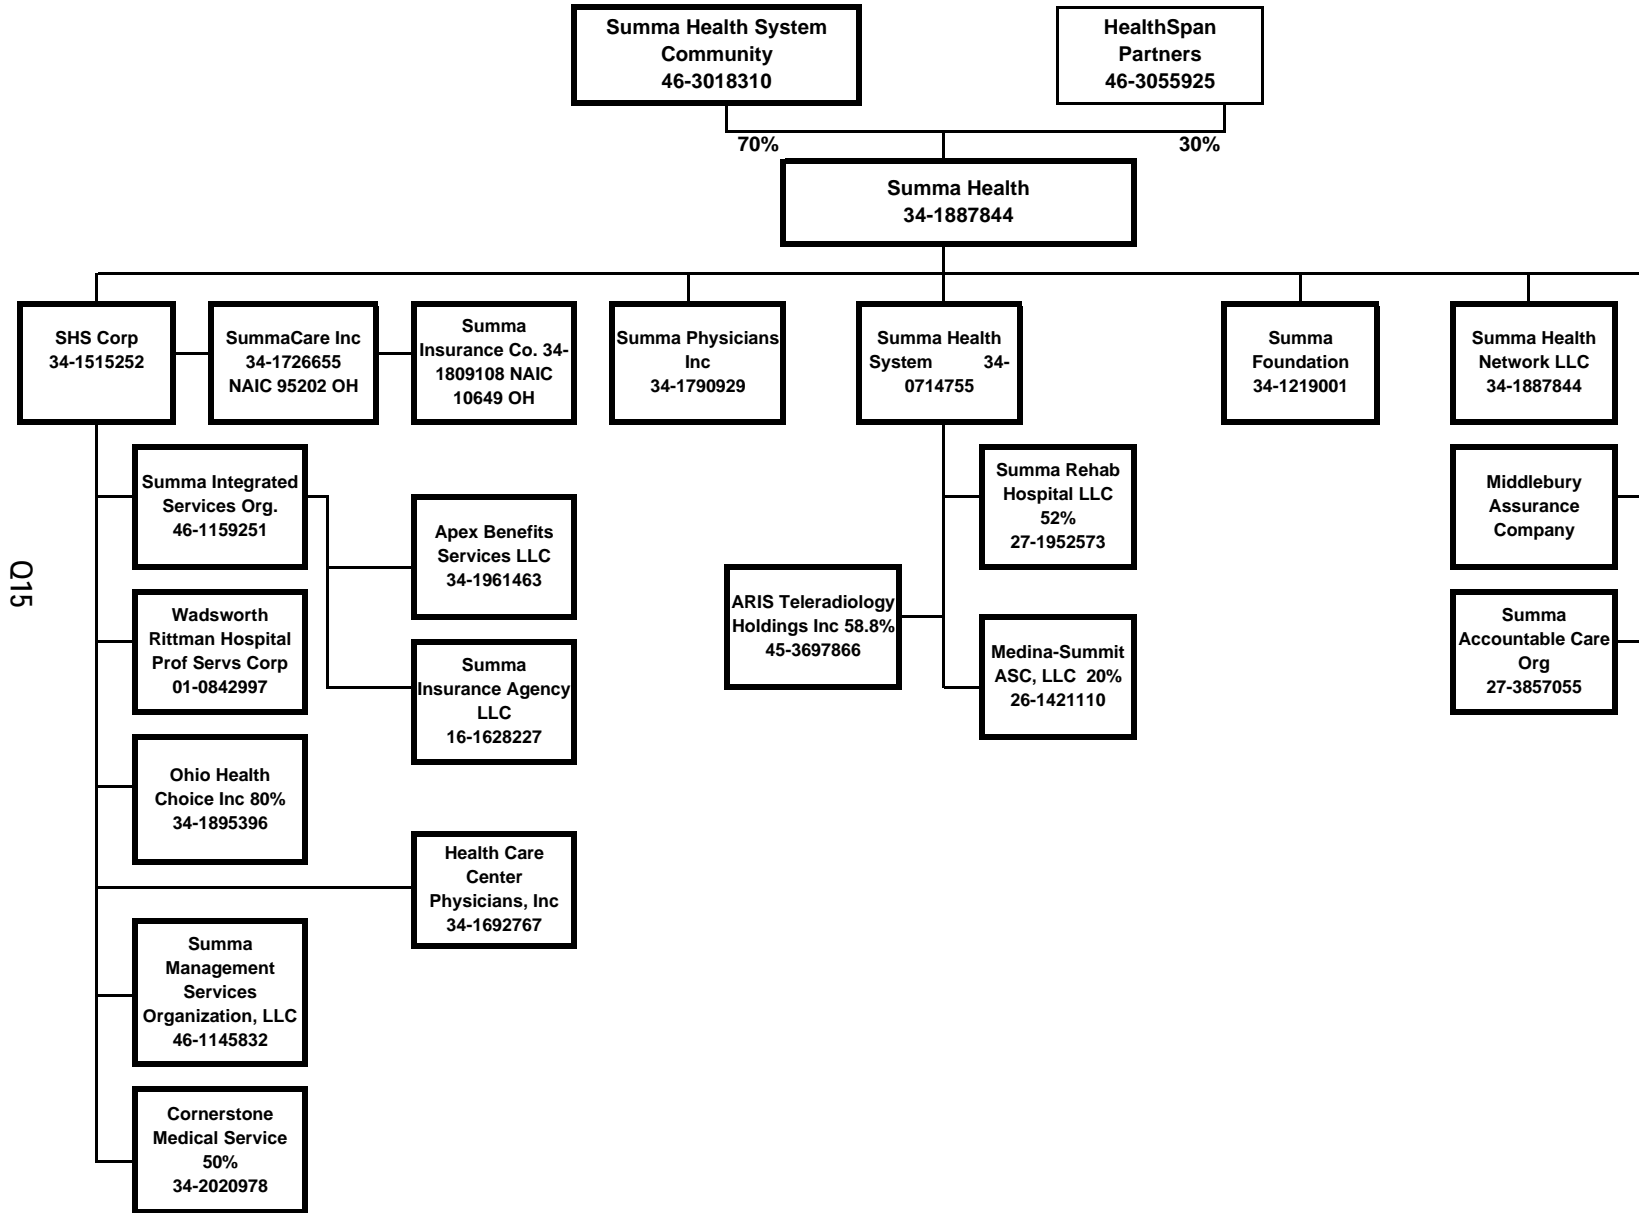 Summa Health System
Community
46-3018310
HealthSpan
Partners
46-3055925
70%
30%
Summa Health
34-1887844
SHS Corp
34-1515252
SummaCare Inc
34-1726655
NAIC 95202 OH
Summa
Insurance Co. 34-
1809108 NAIC
10649 OH
Summa Physicians
Inc
34-1790929
Summa Health
System 34-
0714755
Summa
Foundation
34-1219001
Summa Health
Network LLC
34-1887844
Summa Integrated
Services Org.
46-1159251
Apex Benefits
Services LLC
34-1961463
Summa Rehab
Hospital LLC
52%
27-1952573
Middlebury
Assurance
Company
Q15
Wadsworth
Rittman Hospital
Prof Servs Corp
01-0842997
Summa
Insurance Agency
LLC
16-1628227
ARIS Teleradiology
Holdings Inc 58.8%
45-3697866
Medina-Summit
ASC, LLC 20%
26-1421110
Summa
Accountable Care
Org
27-3857055
Ohio Health
Choice Inc 80%
34-1895396
Health Care
Center
Physicians, Inc
34-1692767
Summa
Management
Services
Organization, LLC
46-1145832
Cornerstone
Medical Service
50%
34-2020978